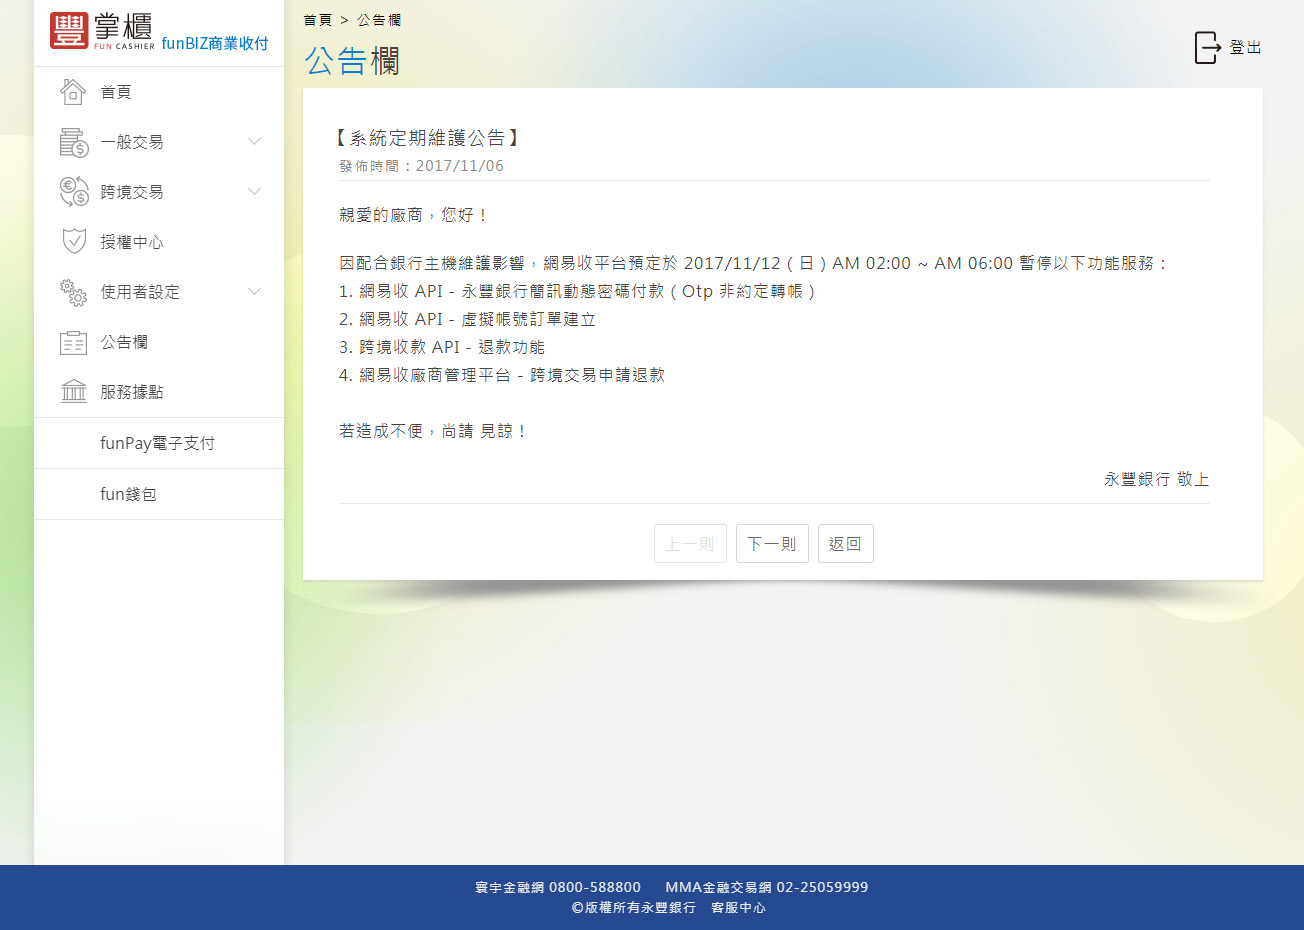 豐 掌櫃
FUN CASHIER funBIZ商業收付
首頁
一般交易
跨境交易
授權中心
使用者設定
公告欄
服務據點
funPay電子支付
fun錢包
首頁 > 公告欄
公告欄
登出
【系統定期維護公告】
發佈時間：2017/11/06
親愛的廠商，您好！
因配合銀行主機維護影響，網易收平台預定於 2017/11/12（日）AM 02:00 ~ AM 06:00 暫停以下功能服務：
1. 網易收 API - 永豐銀行簡訊動態密碼付款（Otp 非約定轉帳）
2. 網易收 API - 虛擬帳號訂單建立
3. 跨境收款 API - 退款功能
4. 網易收廠商管理平台 - 跨境交易申請退款
若造成不便，尚請 見諒！
永豐銀行 敬上
上一則 下一則 返回
寰宇金融網 0800-588800 MMA金融交易網 02-25059999
©版權所有永豐銀行 客服中心